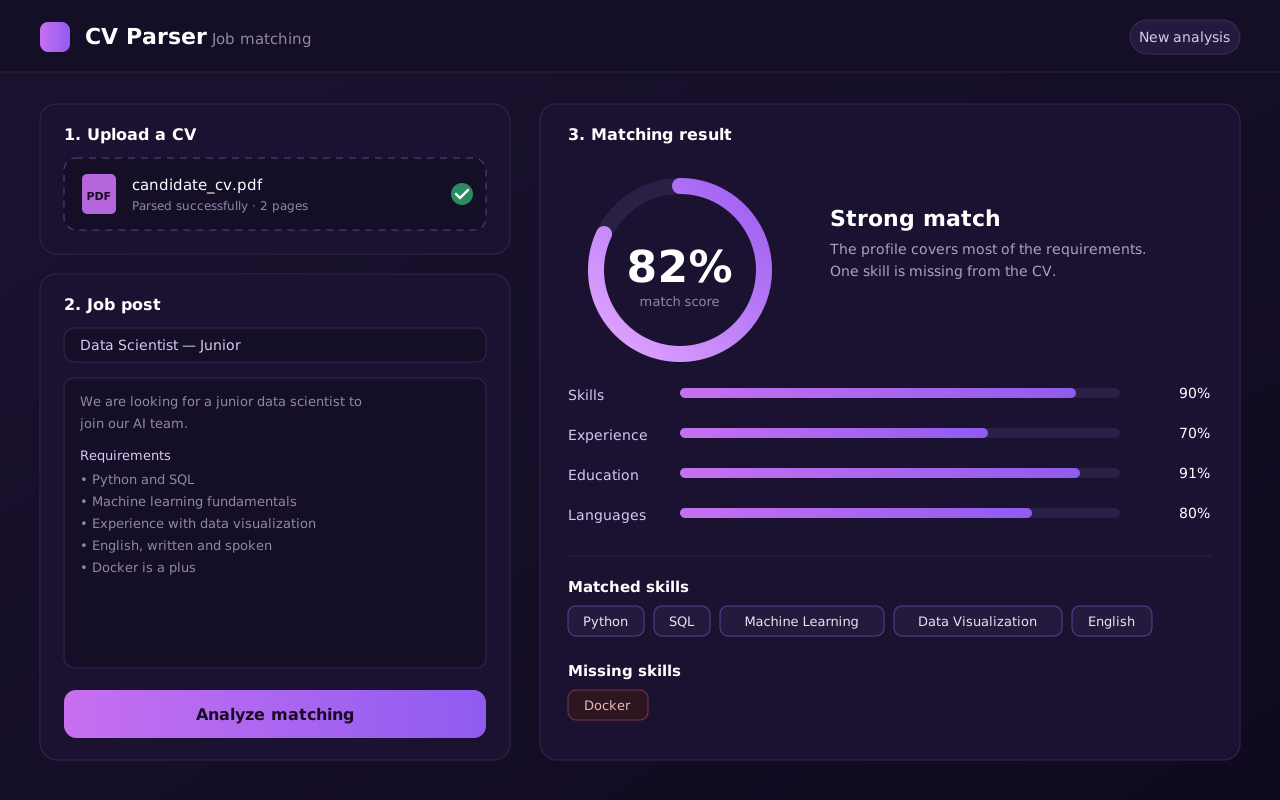 CV Parser Job matching
New analysis
1. Upload a CV
PDF
candidate_cv.pdf
Parsed successfully · 2 pages
2. Job post
Data Scientist — Junior
We are looking for a junior data scientist to
join our AI team.
Requirements
• Python and SQL
• Machine learning fundamentals
• Experience with data visualization
• English, written and spoken
• Docker is a plus
Analyze matching
3. Matching result
82%
match score
Strong match
The profile covers most of the requirements.
One skill is missing from the CV.
Skills 90%
Experience 70%
Education 91%
Languages 80%
Matched skills
Python SQL Machine Learning Data Visualization English
Missing skills
Docker